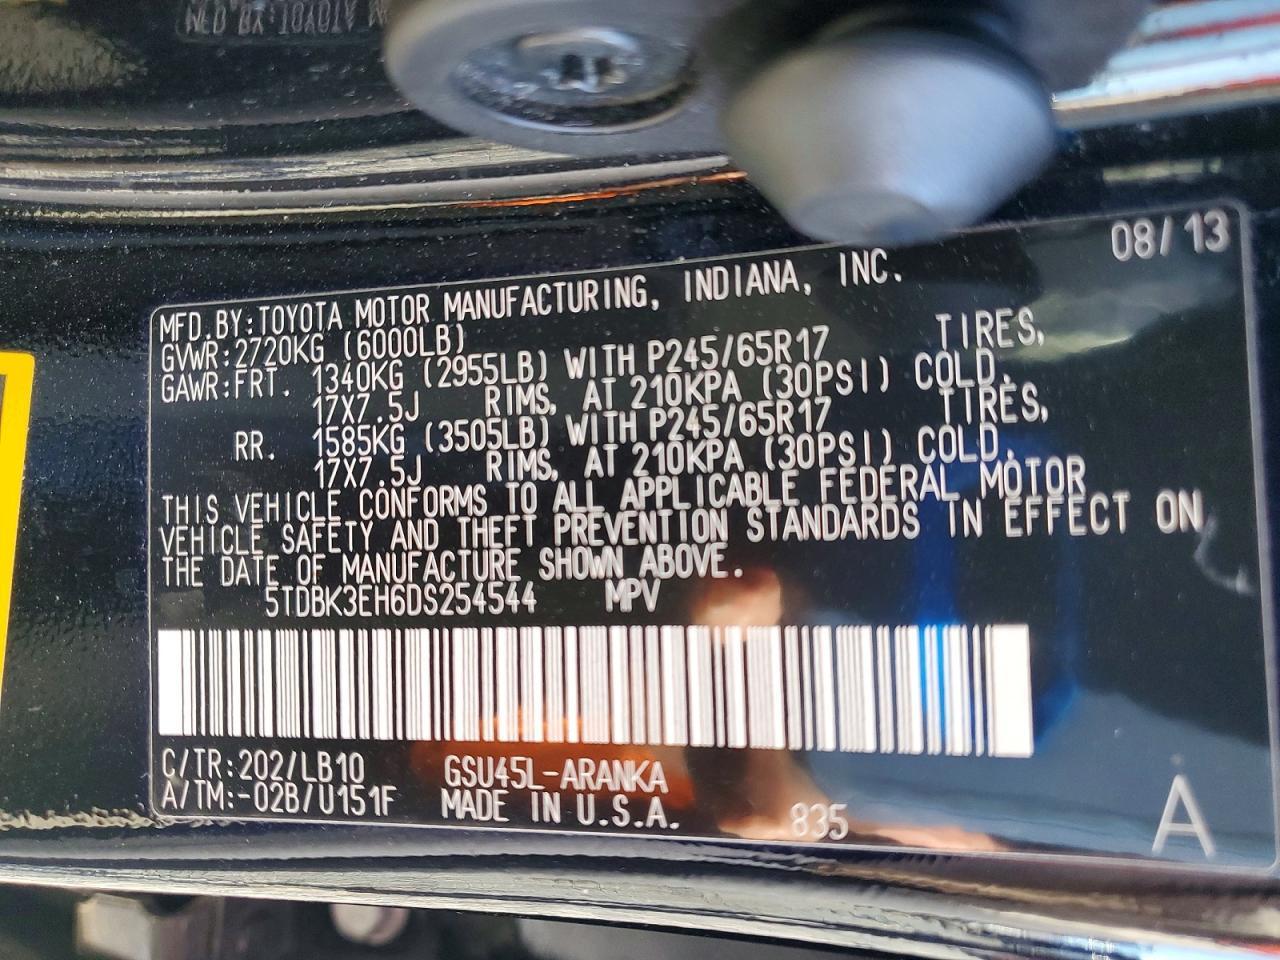 08/13
MFD.BY:TOYOTA MOTOR MANUFACTURING, INDIANA, INC.
GVWR:2720KG (6000LB)
GAWR:FRT. 1340KG (2955LB) WITH P245/65R17 TIRES,
17X7.5J RIMS, AT 210KPA (30PSI) COLD.
RR. 1585KG (3505LB) WITH P245/65R17 TIRES,
17X7.5J RIMS, AT 210KPA (30PSI) COLD.
THIS VEHICLE CONFORMS TO ALL APPLICABLE FEDERAL MOTOR
VEHICLE SAFETY AND THEFT PREVENTION STANDARDS IN EFFECT ON
THE DATE OF MANUFACTURE SHOWN ABOVE.
5TDBK3EH6DS254544 MPV
C/TR:202/LB10 GSU45L-ARANKA
A/TM:-02B/U151F MADE IN U.S.A. 835
A